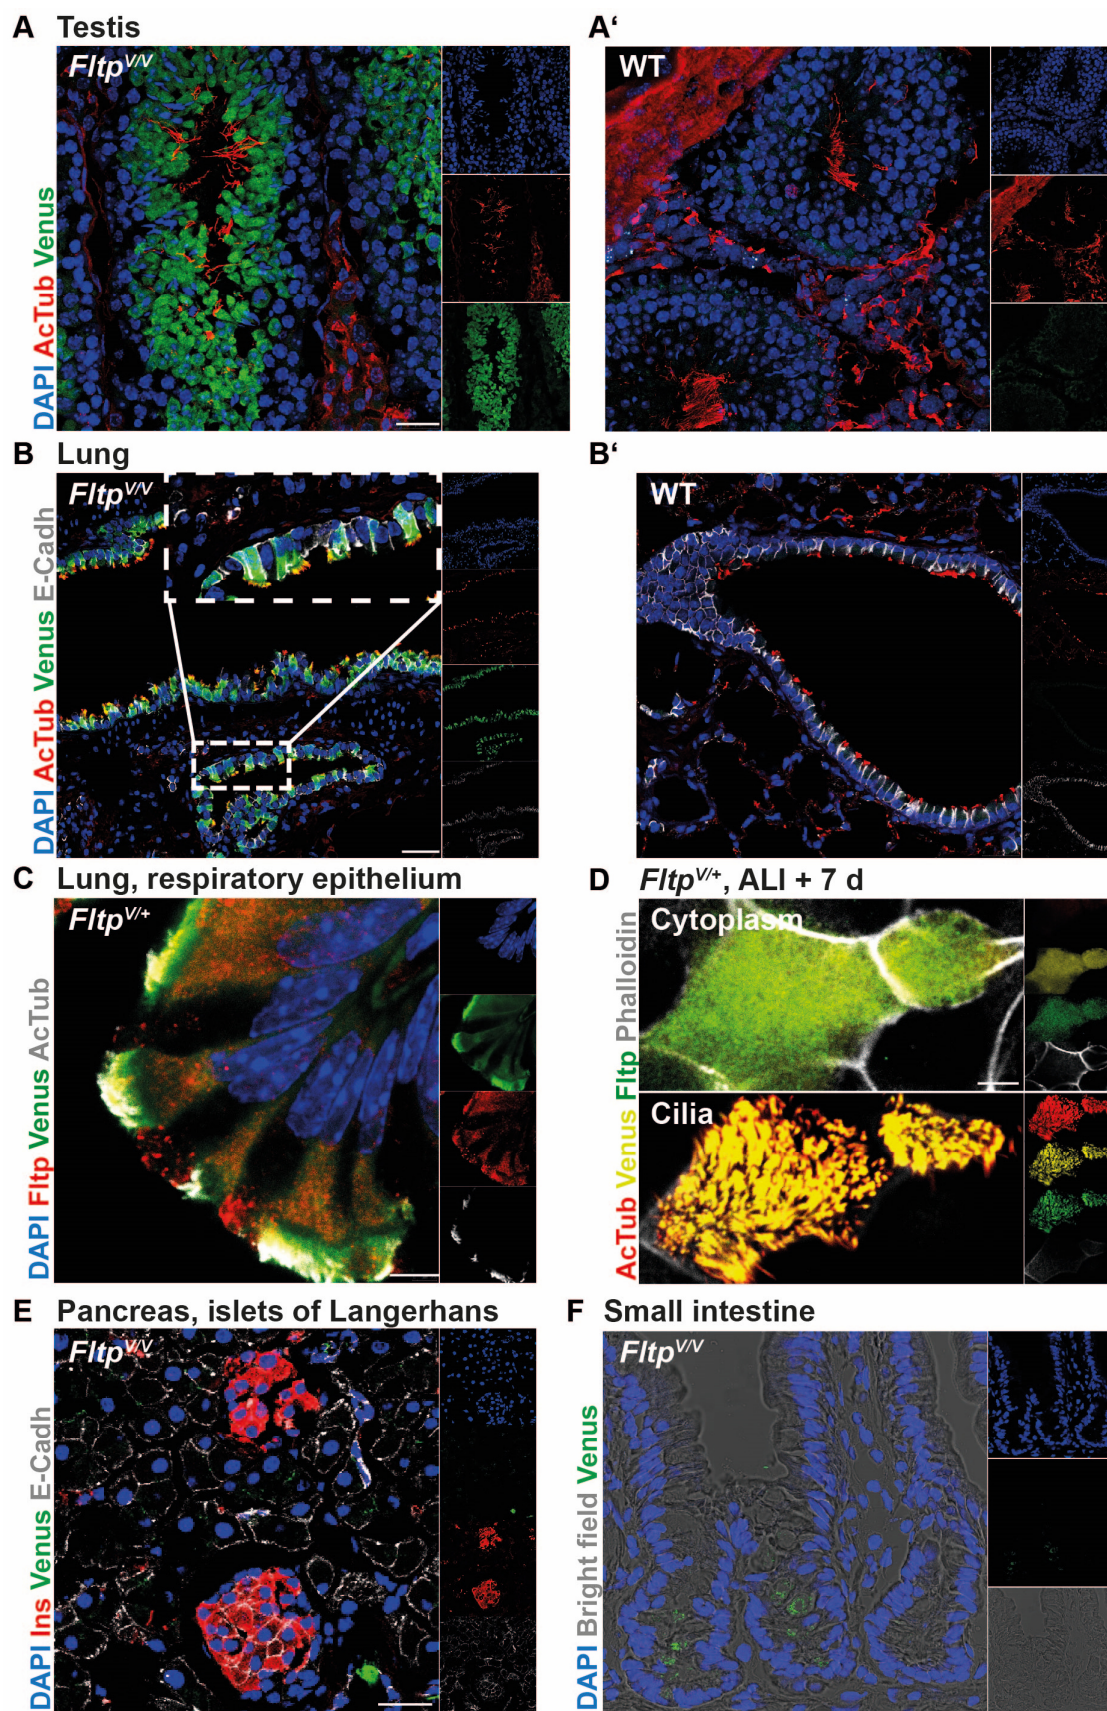 A Testis
A'
Fltp^V/V
WT
DAPI AcTub Venus
B Lung
B'
Fltp^V/V
WT
DAPI AcTub Venus E-Cadh
C Lung, respiratory epithelium
D Fltp^V/+, ALI + 7 d
Fltp^V/+
DAPI Fltp Venus AcTub
Cytoplasm
Cilia
AcTub Venus Fltp Phalloidin
E Pancreas, islets of Langerhans
F Small intestine
Fltp^V/V
Fltp^V/V
DAPI Ins Venus E-Cadh
DAPI Bright field Venus